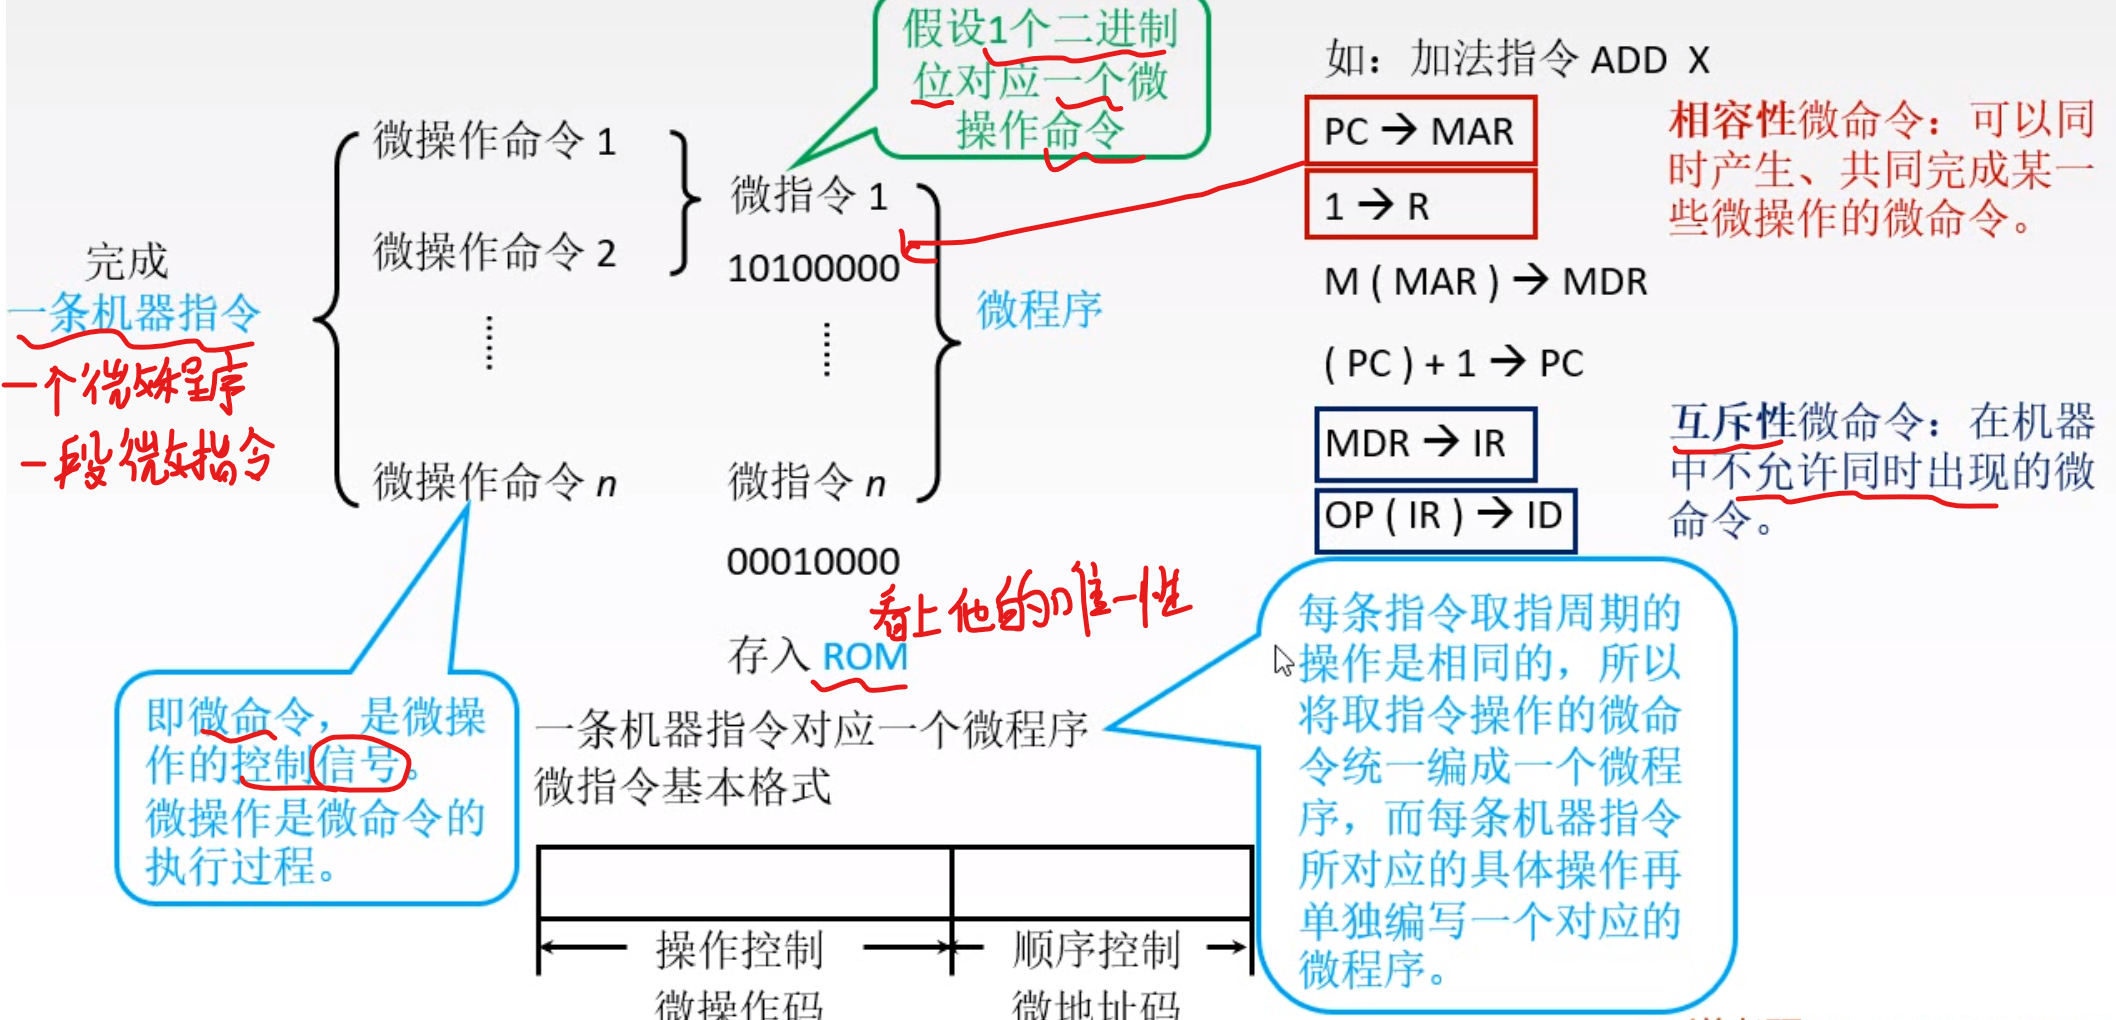 假设1个二进制
位对应一个微
操作命令
如：加法指令 ADD X
微操作命令 1
微操作命令 2
微操作命令 n
完成
一条机器指令
一个微程序
一段微指令
微指令 1
10100000
微指令 n
00010000
微程序
存入 ROM
看上他的唯一性
PC → MAR
1 → R
M ( MAR ) → MDR
( PC ) + 1 → PC
MDR → IR
OP ( IR ) → ID
相容性微命令：可以同
时产生、共同完成某一
些微操作的微命令。
互斥性微命令：在机器
中不允许同时出现的微
命令。
即微命令，是微操
作的控制信号。
微操作是微命令的
执行过程。
一条机器指令对应一个微程序
微指令基本格式
操作控制
顺序控制
微操作码
微地址码
每条指令取指周期的
操作是相同的，所以
将取指令操作的微命
令统一编成一个微程
序，而每条机器指令
所对应的具体操作再
单独编写一个对应的
微程序。